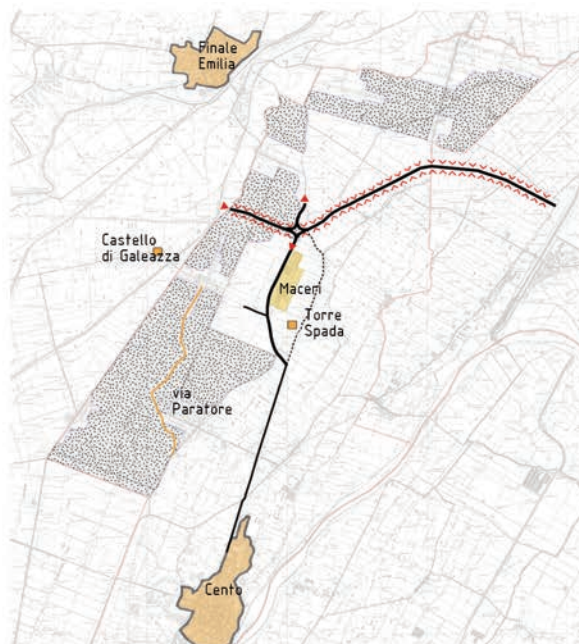 Finale
Emilia
Castello
di Galeazza
Maceri
Torre
Spada
via
Paratore
Cento